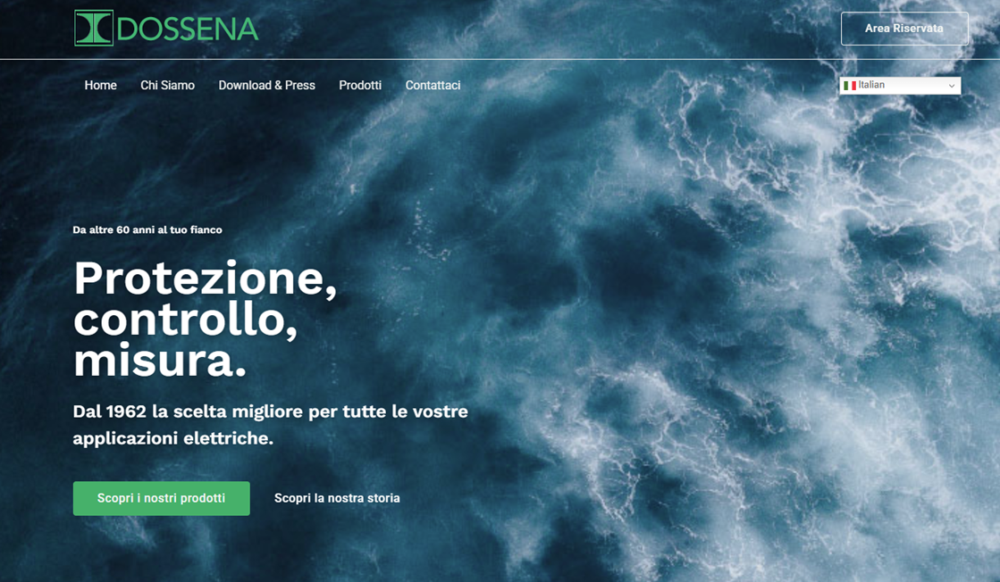 DOSSENA
Area Riservata
Home Chi Siamo Download & Press Prodotti Contattaci
Italian
Da altre 60 anni al tuo fianco
Protezione,
controllo,
misura.
Dal 1962 la scelta migliore per tutte le vostre
applicazioni elettriche.
Scopri i nostri prodotti Scopri la nostra storia